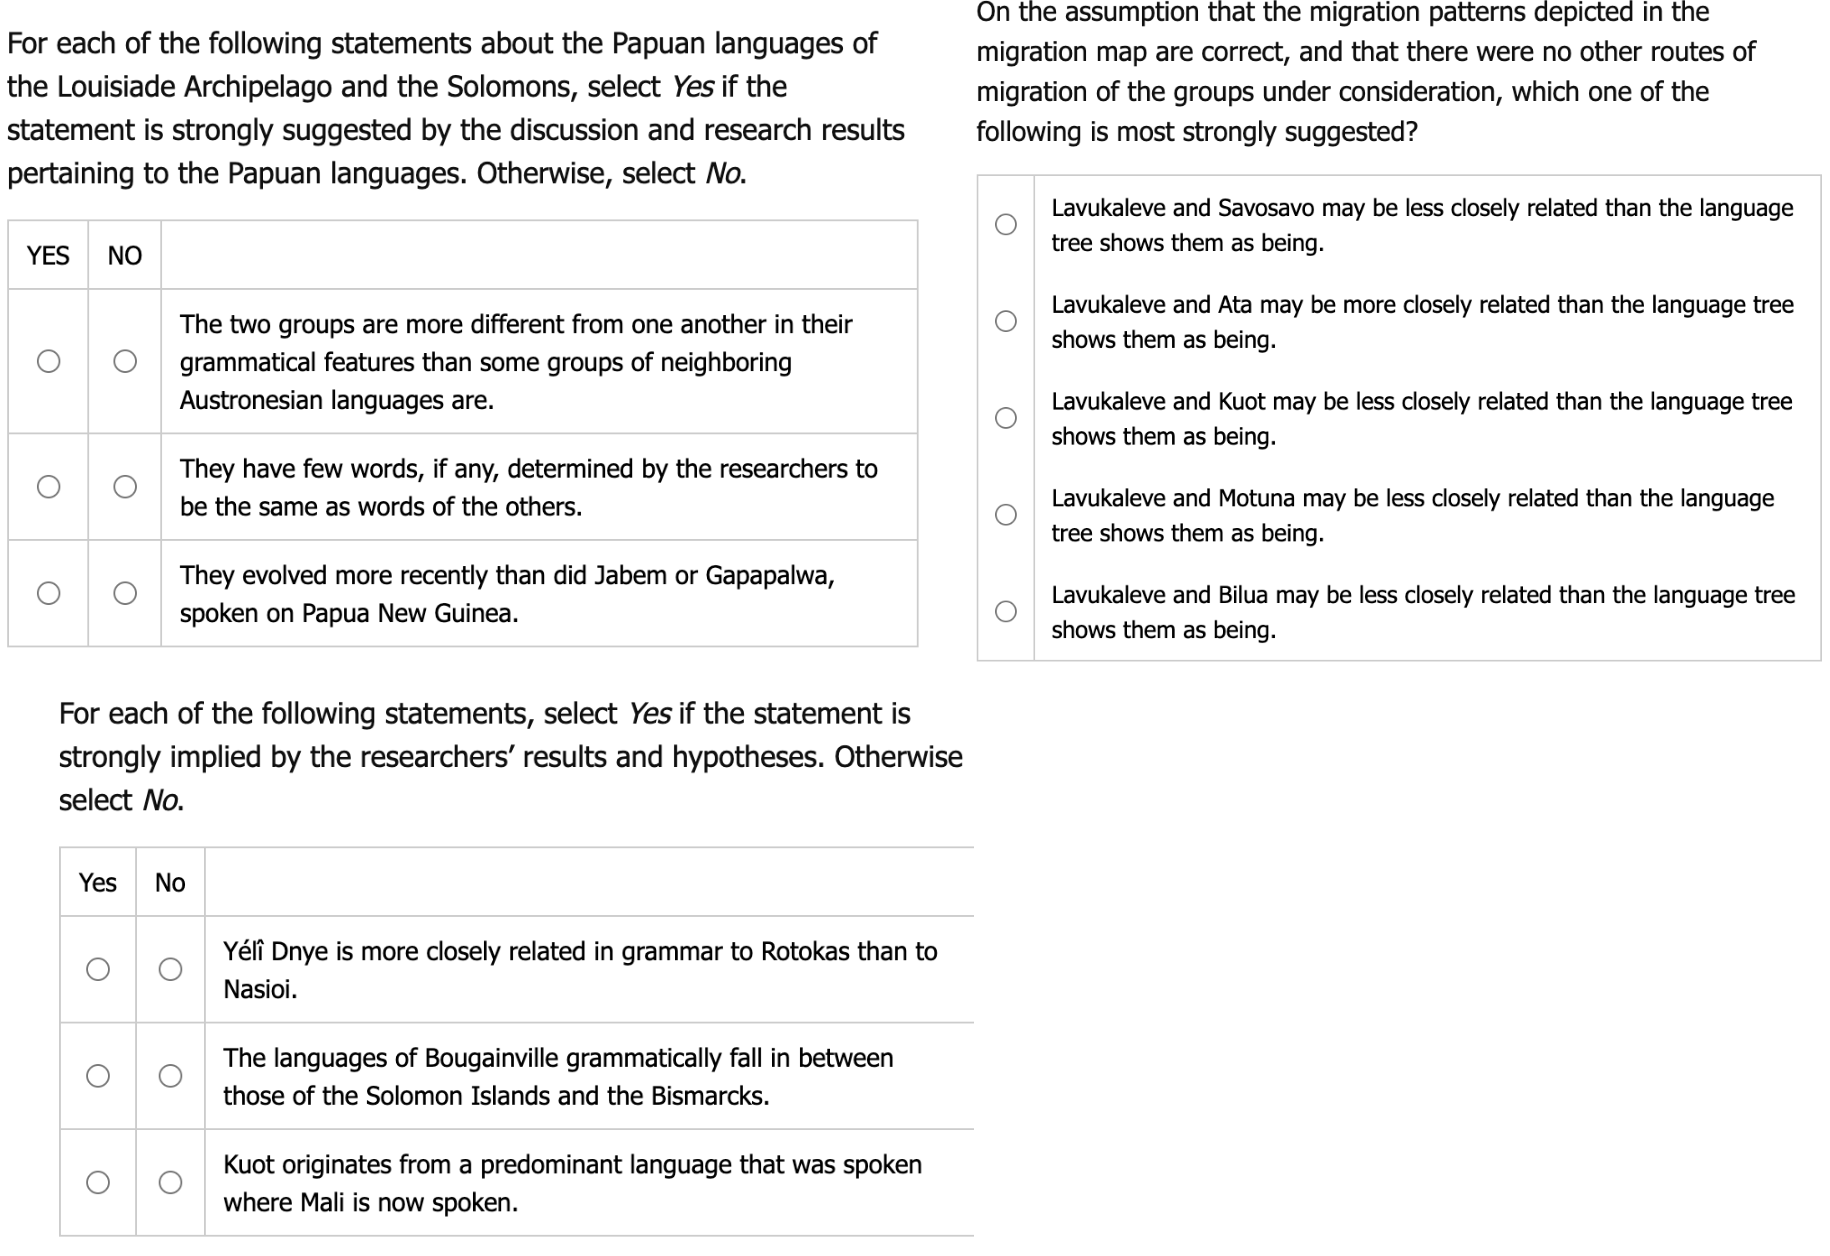 For each of the following statements about the Papuan languages of
the Louisiade Archipelago and the Solomons, select Yes if the
statement is strongly suggested by the discussion and research results
pertaining to the Papuan languages. Otherwise, select No.
YES NO
The two groups are more different from one another in their
grammatical features than some groups of neighboring
Austronesian languages are.
They have few words, if any, determined by the researchers to
be the same as words of the others.
They evolved more recently than did Jabem or Gapapalwa,
spoken on Papua New Guinea.
On the assumption that the migration patterns depicted in the
migration map are correct, and that there were no other routes of
migration of the groups under consideration, which one of the
following is most strongly suggested?
Lavukaleve and Savosavo may be less closely related than the language
tree shows them as being.
Lavukaleve and Ata may be more closely related than the language tree
shows them as being.
Lavukaleve and Kuot may be less closely related than the language tree
shows them as being.
Lavukaleve and Motuna may be less closely related than the language
tree shows them as being.
Lavukaleve and Bilua may be less closely related than the language tree
shows them as being.
For each of the following statements, select Yes if the statement is
strongly implied by the researchers’ results and hypotheses. Otherwise
select No.
Yes No
Yélî Dnye is more closely related in grammar to Rotokas than to
Nasioi.
The languages of Bougainville grammatically fall in between
those of the Solomon Islands and the Bismarcks.
Kuot originates from a predominant language that was spoken
where Mali is now spoken.